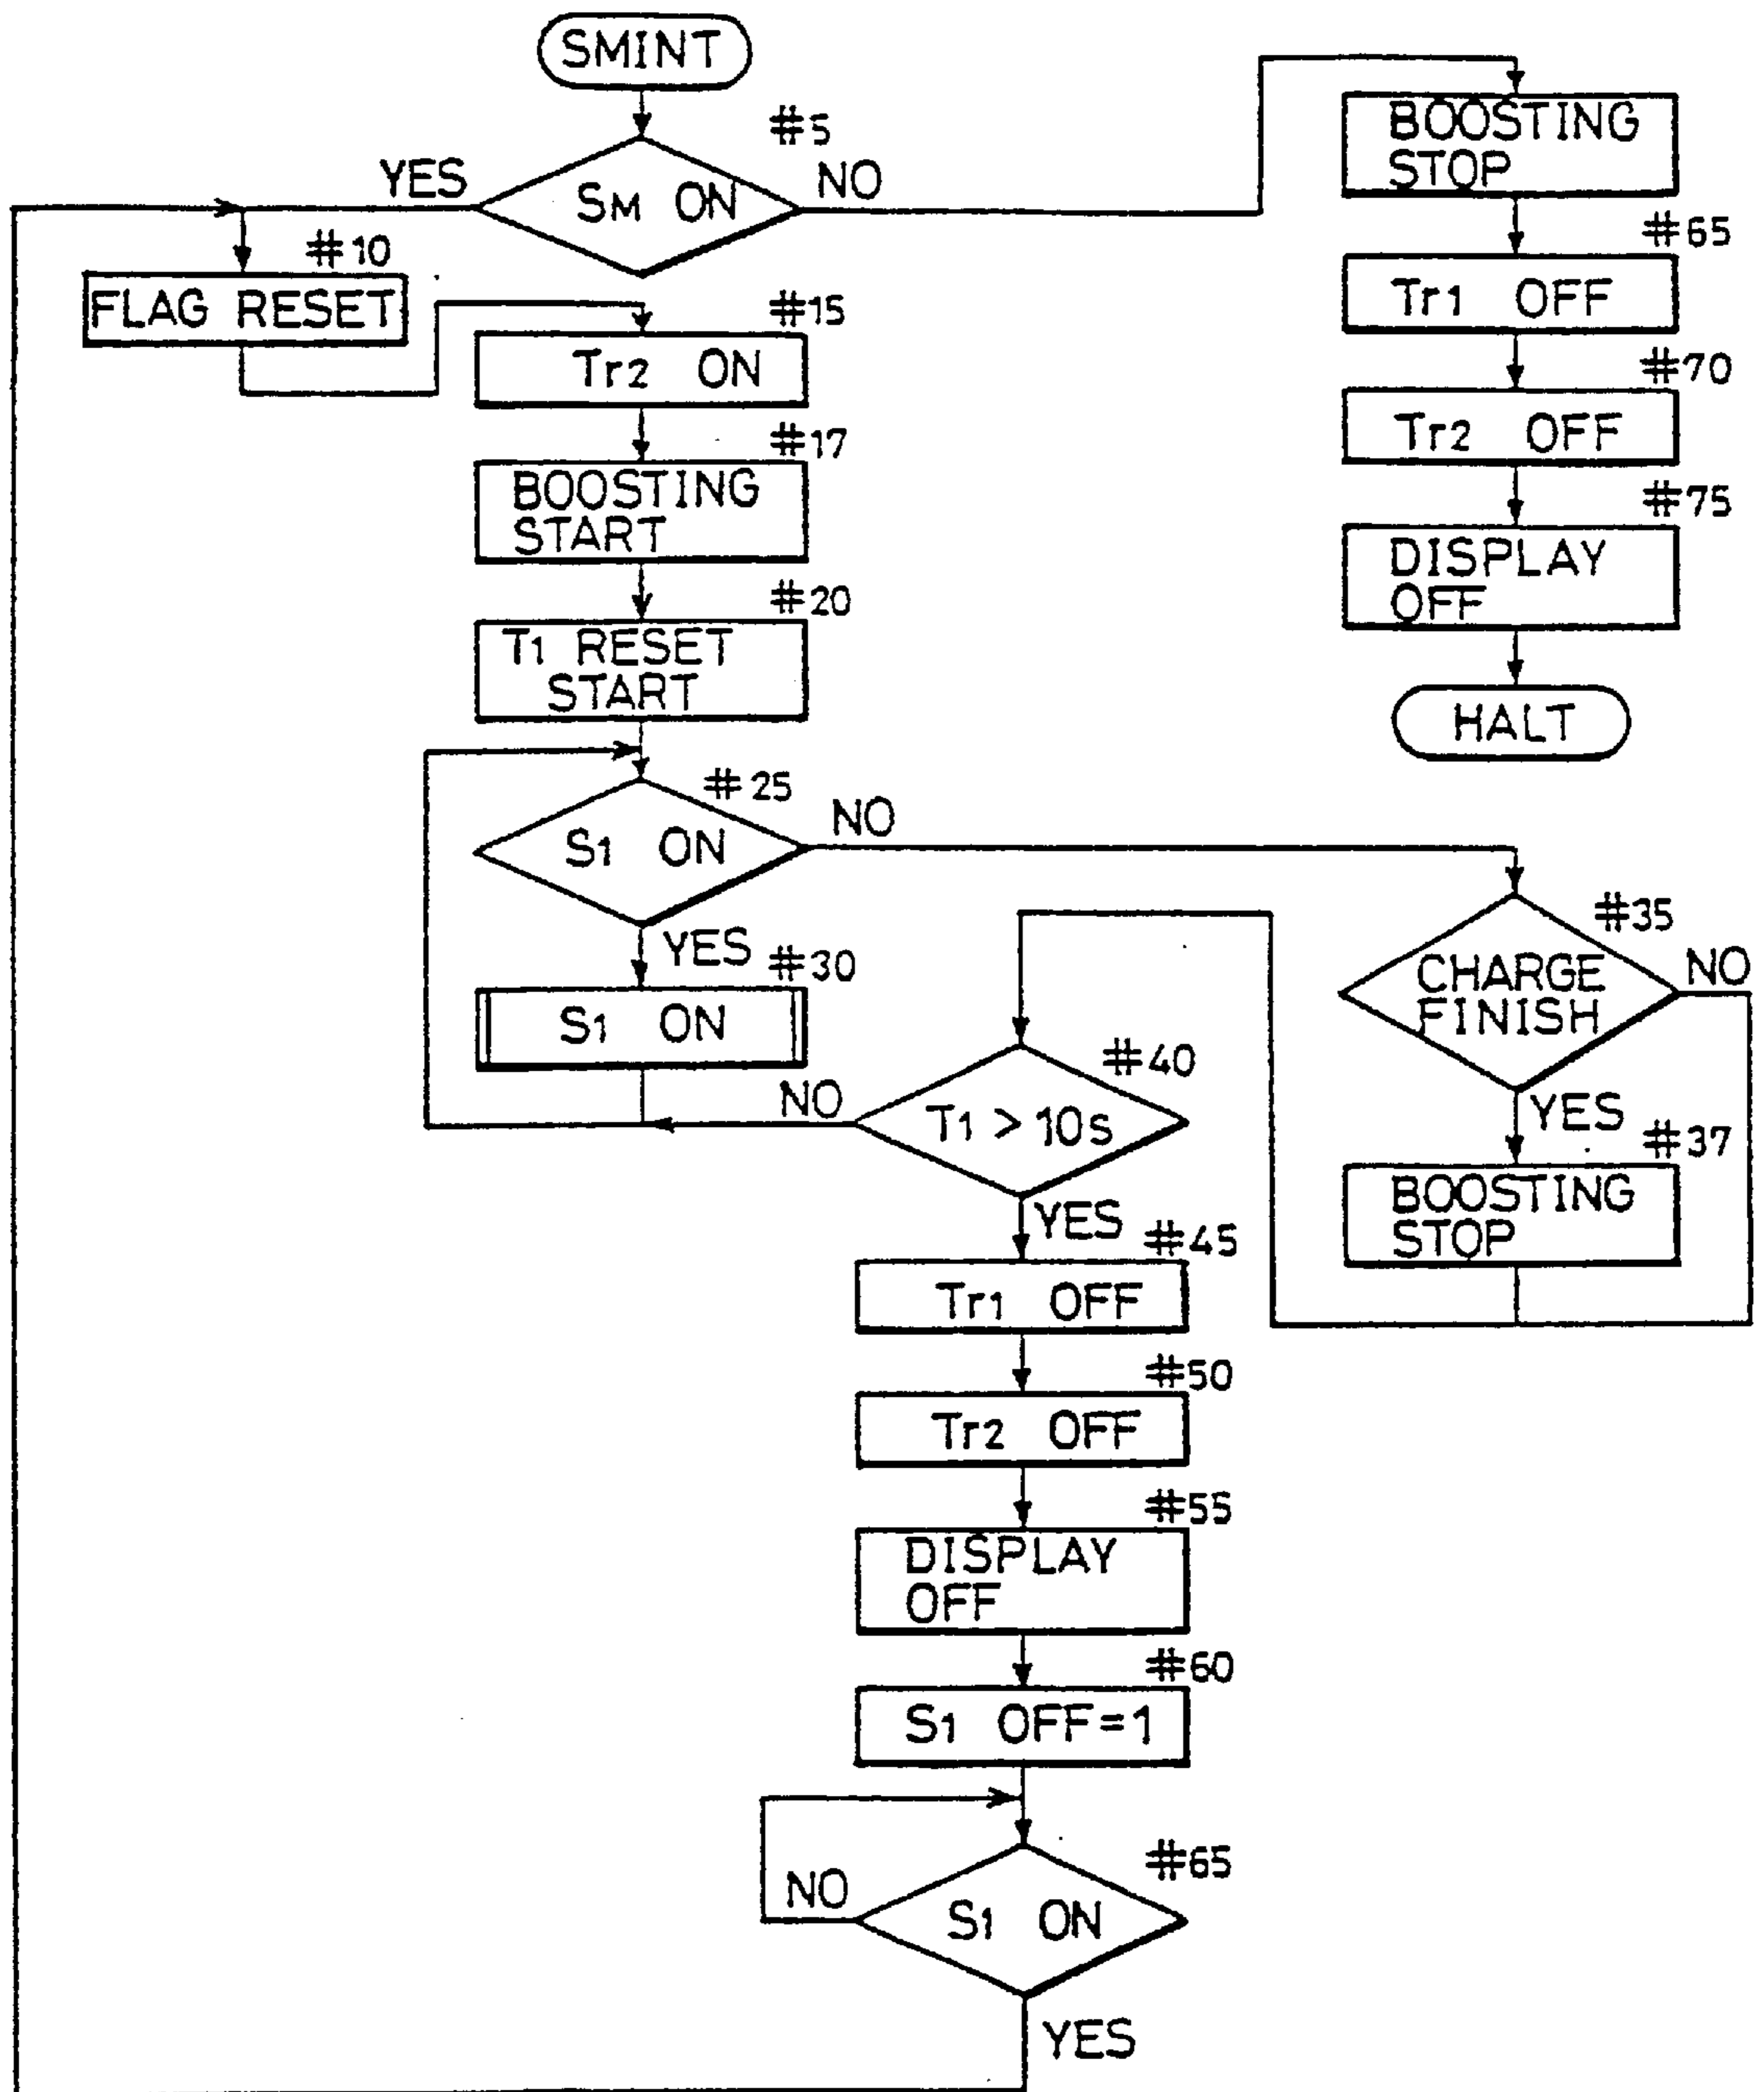 SMINT
#5
YES
SM ON
NO
#10
FLAG RESET
#15
Tr2 ON
#17
BOOSTING
START
#20
T1 RESET
START
#25
S1 ON
NO
YES
#30
S1 ON
BOOSTING
STOP
#65
Tr1 OFF
#70
Tr2 OFF
#75
DISPLAY
OFF
HALT
#35
CHARGE
FINISH
NO
YES
#37
BOOSTING
STOP
#40
NO
T1 > 10s
YES
#45
Tr1 OFF
#50
Tr2 OFF
#55
DISPLAY
OFF
#60
S1 OFF=1
#65
NO
S1 ON
YES